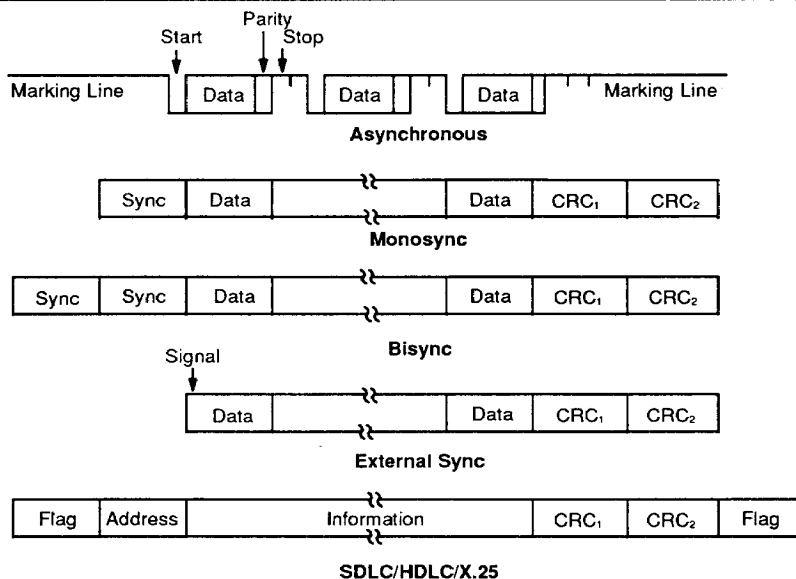 Parity
Start Stop
Marking Line Data Data Data Marking Line
Asynchronous
Sync Data Data CRC₁ CRC₂
Monosync
Sync Sync Data Data CRC₁ CRC₂
Bisync
Signal
Data Data CRC₁ CRC₂
External Sync
Flag Address Information CRC₁ CRC₂ Flag
SDLC/HDLC/X.25